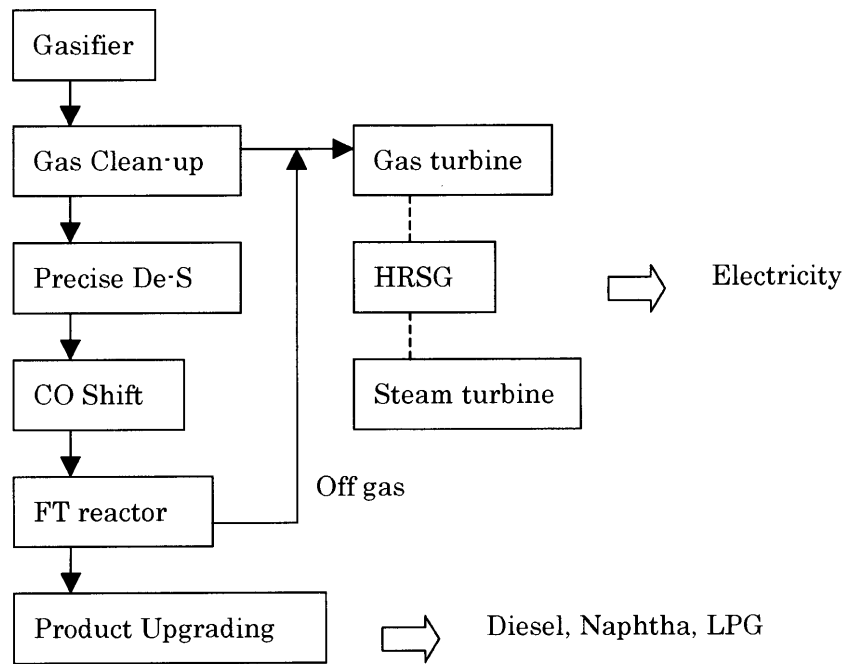 Gasifier
Gas Clean-up
Gas turbine
Precise De-S
HRSG
Electricity
CO Shift
Steam turbine
Off gas
FT reactor
Product Upgrading
Diesel, Naphtha, LPG